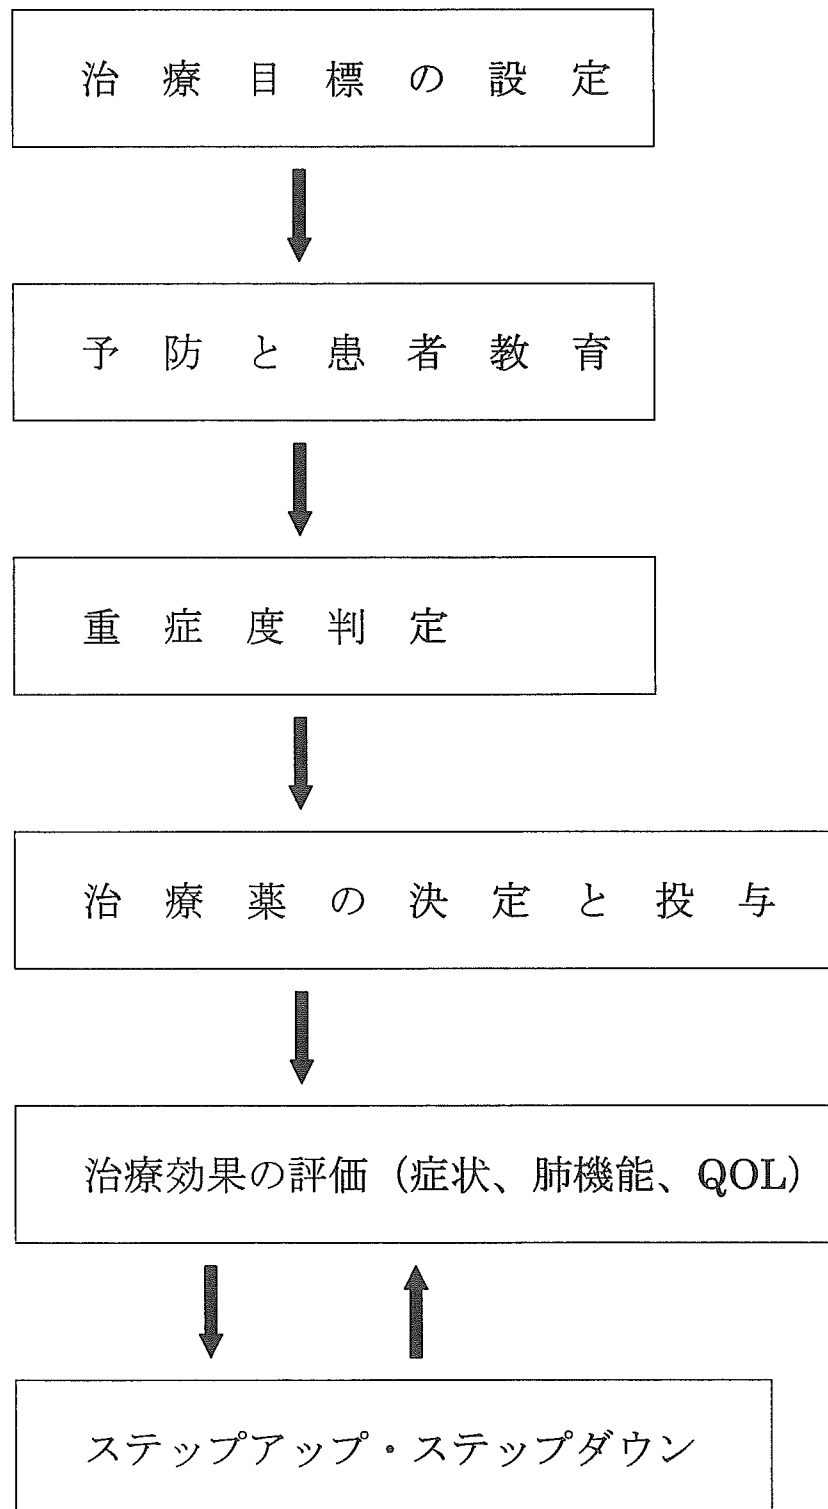 治療目標の設定
予防と患者教育
重症度判定
治療薬の決定と投与
治療効果の評価（症状、肺機能、QOL）
ステップアップ・ステップダウン